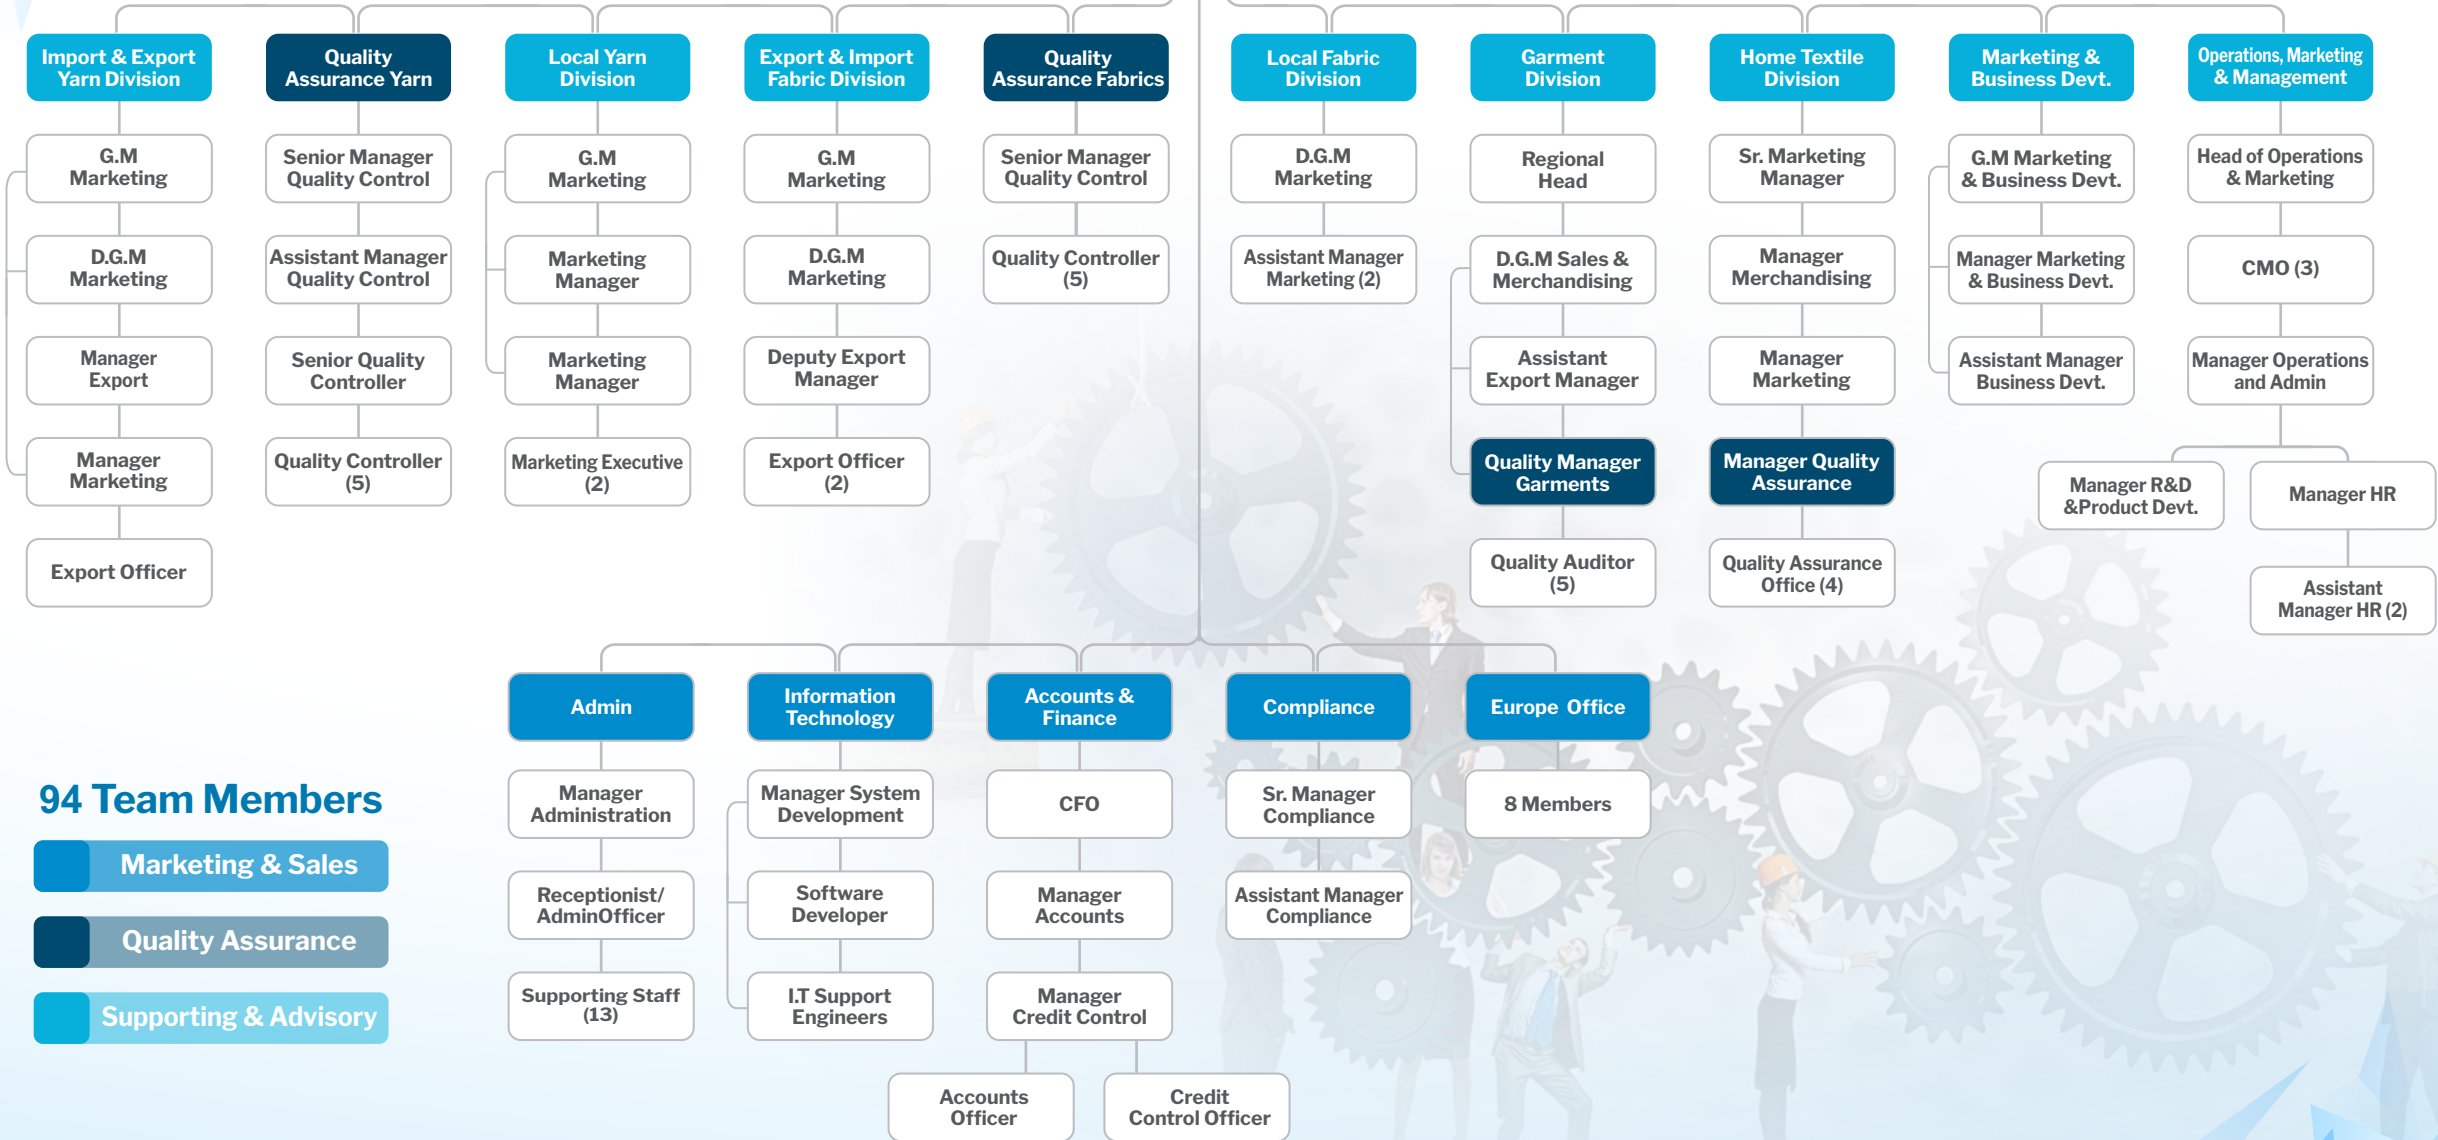 Import & Export
Yarn Division
Quality
Assurance Yarn
Local Yarn
Division
Export & Import
Fabric Division
Quality
Assurance Fabrics
Local Fabric
Division
Garment
Division
Home Textile
Division
Marketing &
Business Devt.
Operations, Marketing
& Management
G.M
Marketing
D.G.M
Marketing
Manager
Export
Manager
Marketing
Export Officer
Senior Manager
Quality Control
Assistant Manager
Quality Control
Senior Quality
Controller
Quality Controller
(5)
G.M
Marketing
Marketing
Manager
Marketing
Manager
Marketing Executive
(2)
G.M
Marketing
D.G.M
Marketing
Deputy Export
Manager
Export Officer
(2)
Senior Manager
Quality Control
Quality Controller
(5)
D.G.M
Marketing
Assistant Manager
Marketing (2)
Regional
Head
D.G.M Sales &
Merchandising
Assistant
Export Manager
Quality Manager
Garments
Quality Auditor
(5)
Sr. Marketing
Manager
Manager
Merchandising
Manager
Marketing
Manager Quality
Assurance
Quality Assurance
Office (4)
G.M Marketing
& Business Devt.
Manager Marketing
& Business Devt.
Assistant Manager
Business Devt.
Head of Operations
& Marketing
CMO (3)
Manager Operations
and Admin
Manager R&D
&Product Devt.
Manager HR
Assistant
Manager HR (2)
Admin
Manager
Administration
Receptionist/
AdminOfficer
Supporting Staff
(13)
Information
Technology
Manager System
Development
Software
Developer
I.T Support
Engineers
Accounts &
Finance
CFO
Manager
Accounts
Manager
Credit Control
Accounts
Officer
Credit
Control Officer
Compliance
Sr. Manager
Compliance
Assistant Manager
Compliance
Europe Office
8 Members
94 Team Members
Marketing & Sales
Quality Assurance
Supporting & Advisory